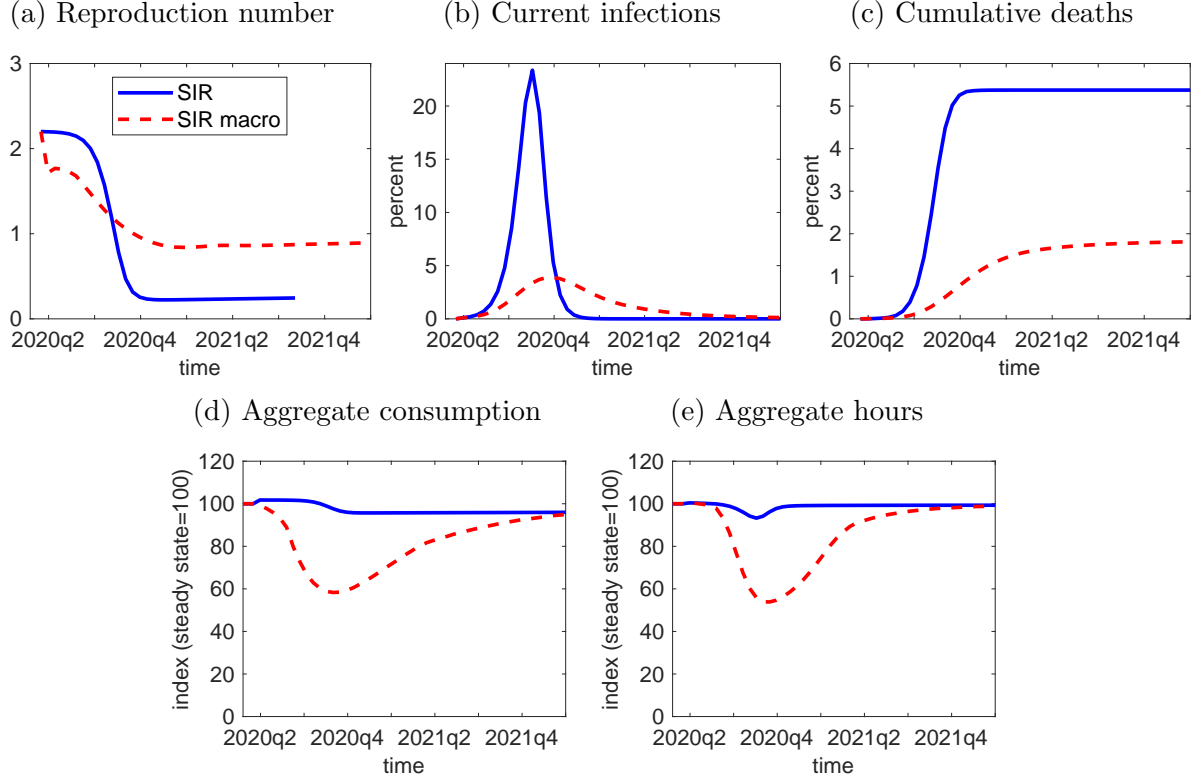 (a) Reproduction number
(b) Current infections
(c) Cumulative deaths
3
2
1
0
SIR
SIR macro
2020q2 2020q4 2021q2 2021q4
time
percent
20
15
10
5
0
2020q2 2020q4 2021q2 2021q4
time
percent
6
5
4
3
2
1
0
2020q2 2020q4 2021q2 2021q4
time
(d) Aggregate consumption
(e) Aggregate hours
index (steady state=100)
120
100
80
60
40
20
0
2020q2 2020q4 2021q2 2021q4
time
index (steady state=100)
120
100
80
60
40
20
0
2020q2 2020q4 2021q2 2021q4
time